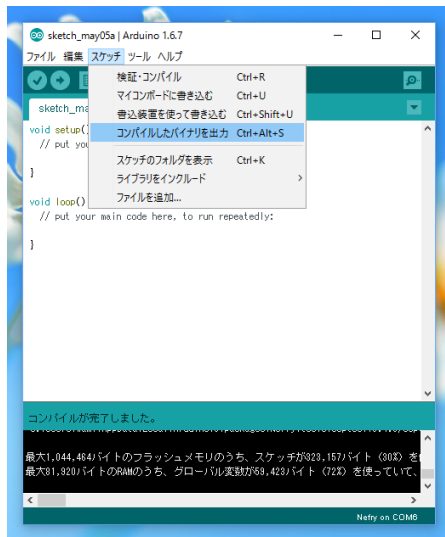 sketch_may05a | Arduino 1.6.7
ファイル 編集 スケッチ ツール ヘルプ
検証・コンパイル Ctrl+R
マイコンボードに書き込む Ctrl+U
書込装置を使って書き込む Ctrl+Shift+U
コンパイルしたバイナリを出力 Ctrl+Alt+S
スケッチのフォルダを表示 Ctrl+K
ライブラリをインクルード
ファイルを追加...
sketch_ma
void setup()
// put you
}
void loop()
// put your main code here, to run repeatedly:
}
コンパイルが完了しました。
最大1,044,464バイトのフラッシュメモリのうち、スケッチが323,157バイト（30%）を
最大81,920バイトのRAMのうち、グローバル変数が59,423バイト（72%）を使っていて、
Nefry on COM6